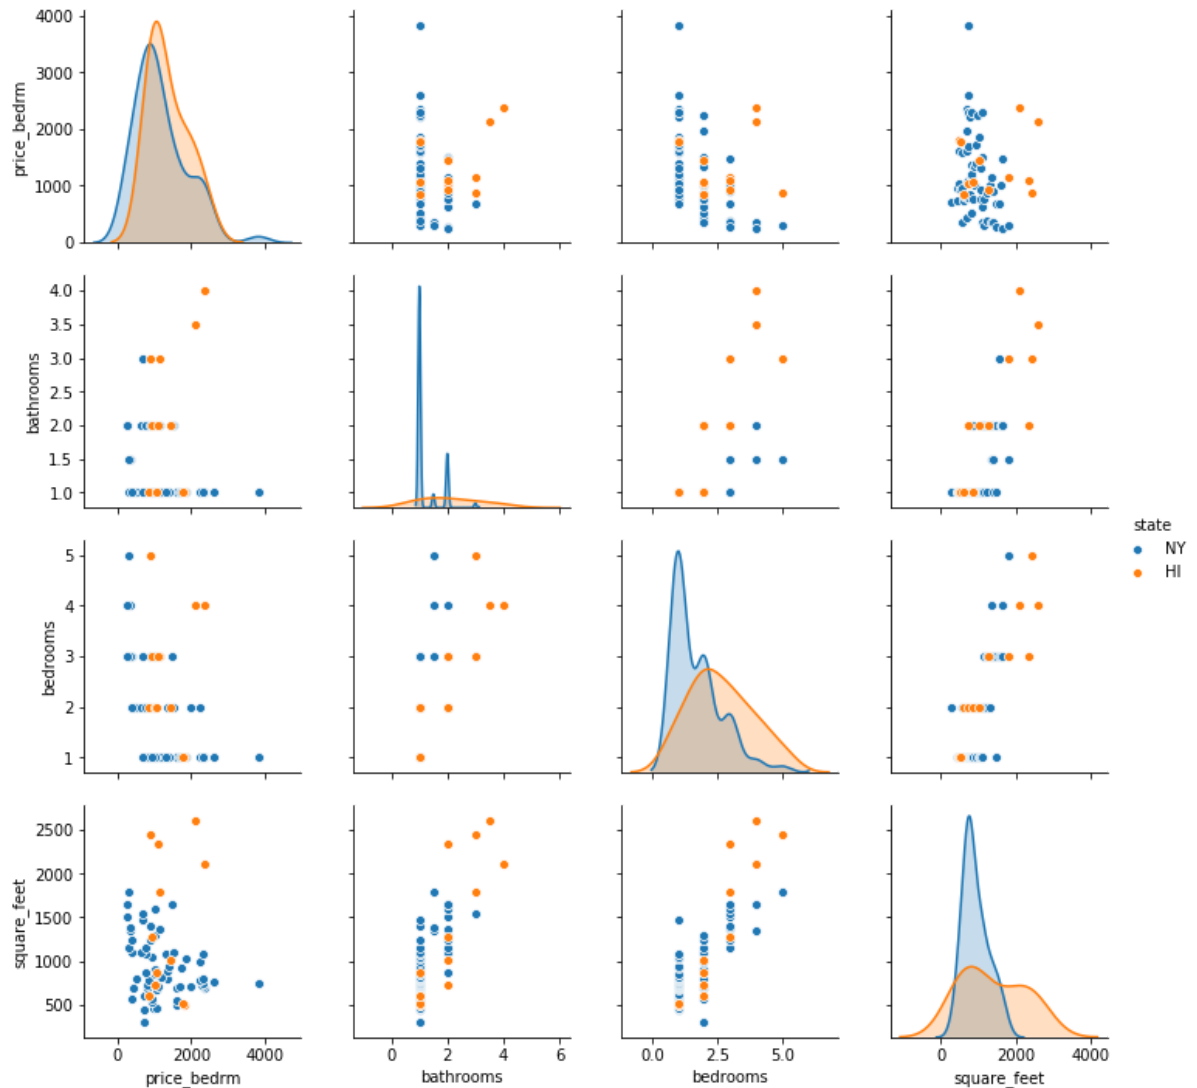 price_bedrm
4000
3000
2000
1000
0
bathrooms
4.0
3.5
3.0
2.5
2.0
1.5
1.0
state
NY
HI
bedrooms
5
4
3
2
1
square_feet
2500
2000
1500
1000
500
0 2000 4000
price_bedrm
0 2 4 6
bathrooms
0.0 2.5 5.0
bedrooms
0 2000 4000
square_feet